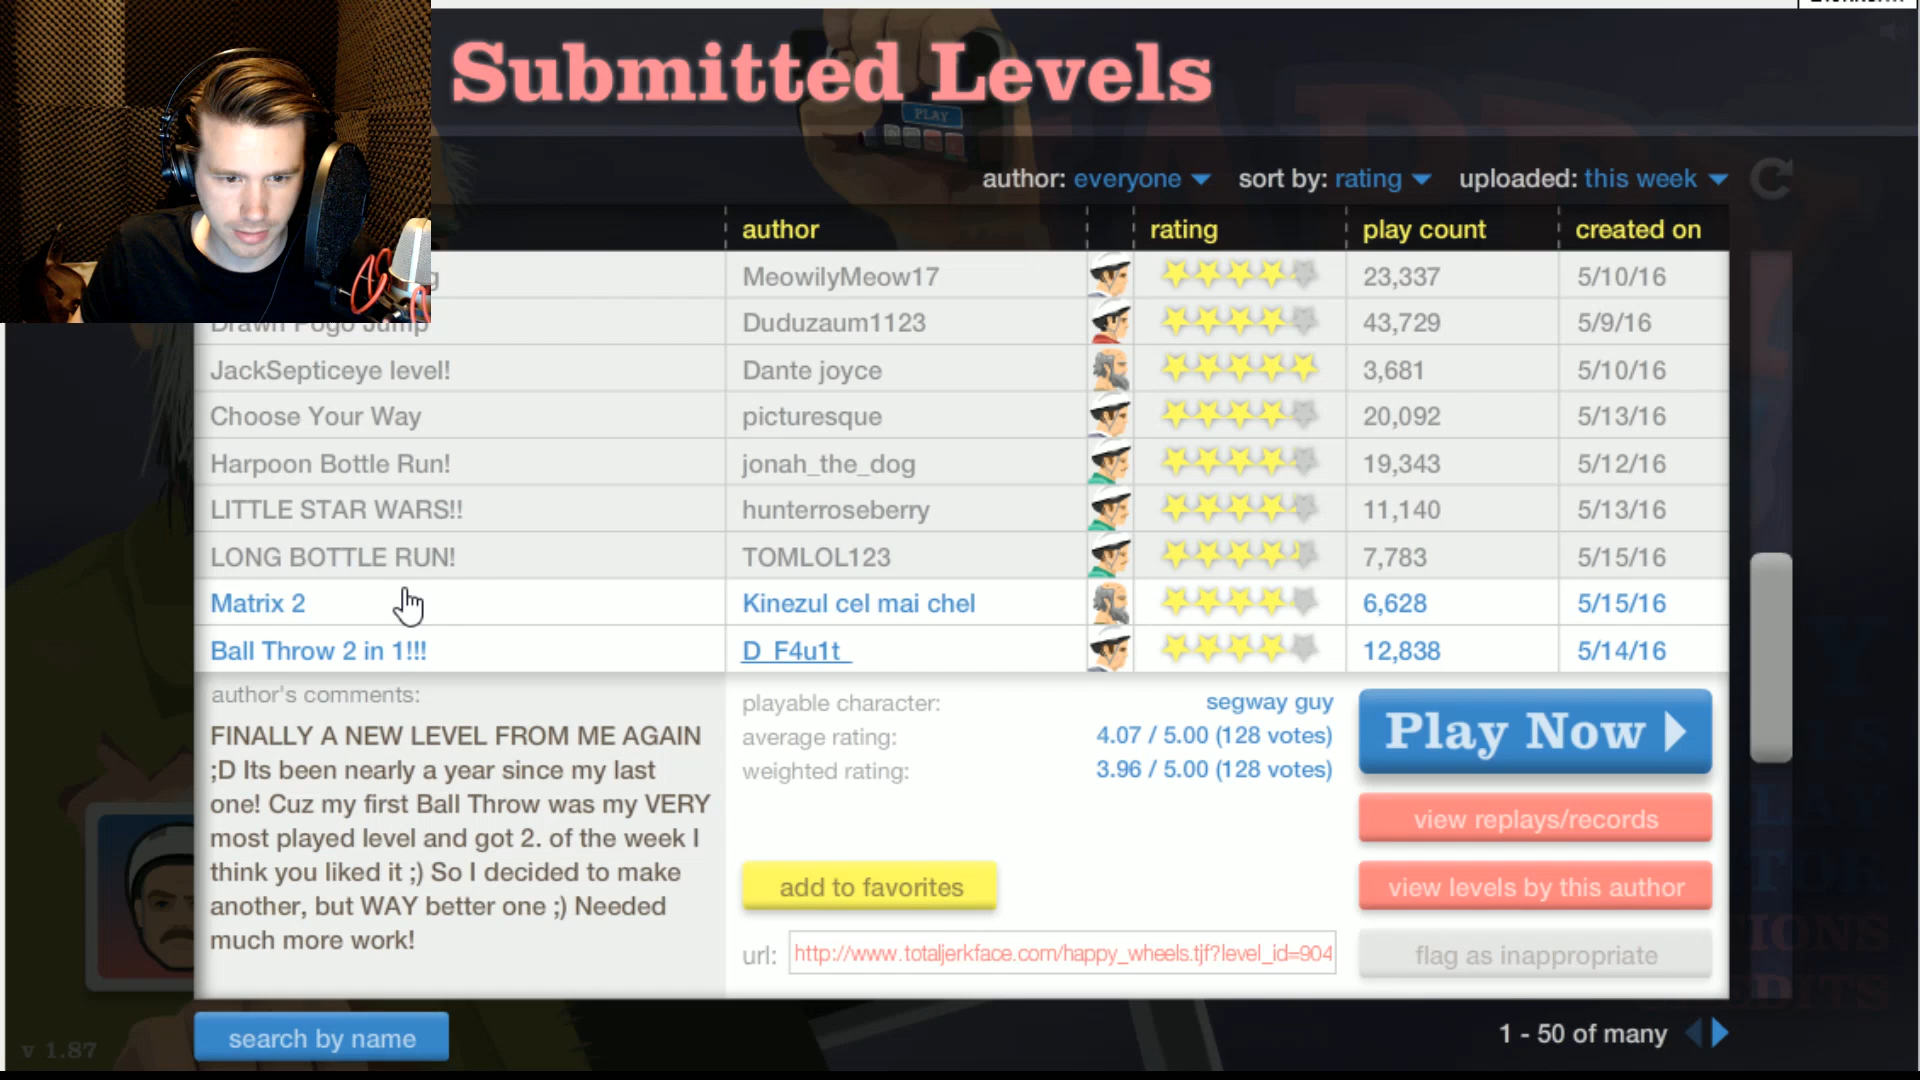 Submitted Levels
PLAY
author: everyone sort by: rating uploaded: this week
author rating play count created on
MeowilyMeow17 23,337 5/10/16
Drawn Pogo Jump Duduzaum1123 43,729 5/9/16
JackSepticeye level! Dante joyce 3,681 5/10/16
Choose Your Way picturesque 20,092 5/13/16
Harpoon Bottle Run! jonah_the_dog 19,343 5/12/16
LITTLE STAR WARS!! hunterroseberry 11,140 5/13/16
LONG BOTTLE RUN! TOMLOL123 7,783 5/15/16
Matrix 2 Kinezul cel mai chel 6,628 5/15/16
Ball Throw 2 in 1!!! D_F4u1t_ 12,838 5/14/16
author's comments:
FINALLY A NEW LEVEL FROM ME AGAIN
;D Its been nearly a year since my last
one! Cuz my first Ball Throw was my VERY
most played level and got 2. of the week I
think you liked it ;) So I decided to make
another, but WAY better one ;) Needed
much more work!
playable character: segway guy
average rating: 4.07 / 5.00 (128 votes)
weighted rating: 3.96 / 5.00 (128 votes)
add to favorites
url: http://www.totaljerkface.com/happy_wheels.tjf?level_id=904
Play Now
view replays/records
view levels by this author
flag as inappropriate
search by name
1 - 50 of many
v 1.87